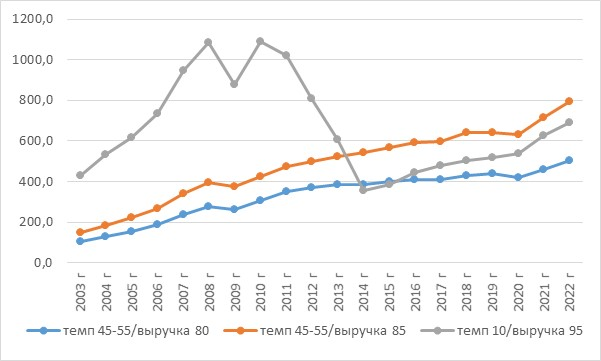 1200,0
1000,0
800,0
600,0
400,0
200,0
0,0
2003 г
2004 г
2005 г
2006 г
2007 г
2008 г
2009 г
2010 г
2011 г
2012 г
2013 г
2014 г
2015 г
2016 г
2017 г
2018 г
2019 г
2020 г
2021 г
2022 г
темп 45-55/выручка 80 темп 45-55/выручка 85 темп 10/выручка 95